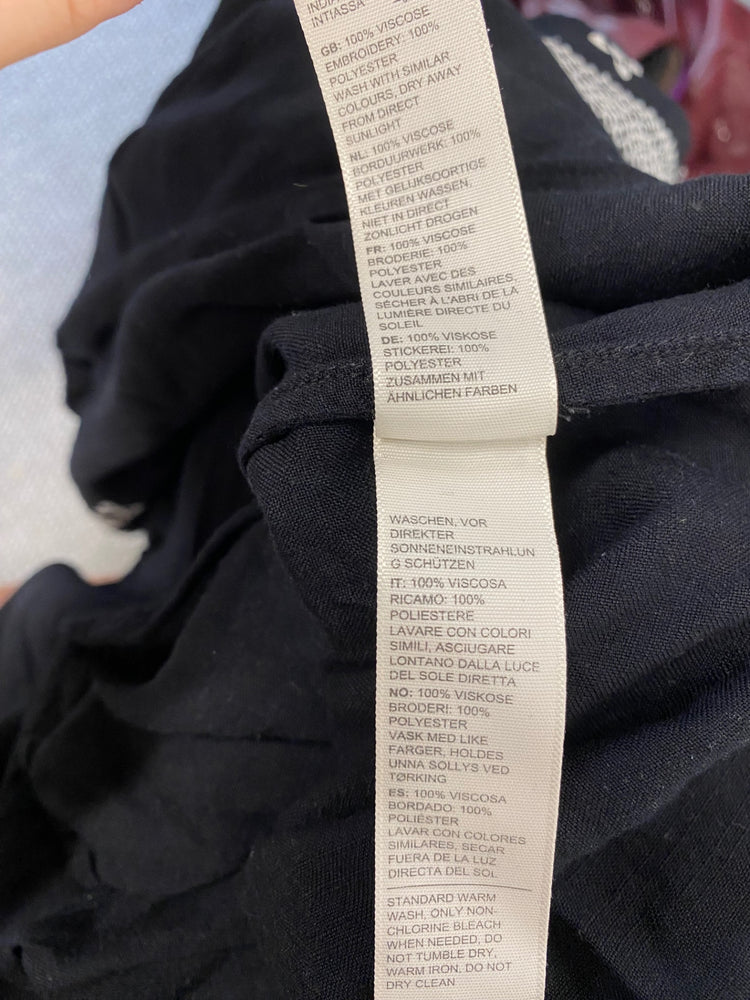 INTIASSA
GB: 100% VISCOSE
EMBROIDERY: 100%
POLYESTER
WASH WITH SIMILAR
COLOURS, DRY AWAY
FROM DIRECT
SUNLIGHT
NL: 100% VISCOSE
BORDUURWERK: 100%
POLYESTER
MET GELIJKSOORTIGE
KLEUREN WASSEN,
NIET IN DIRECT
ZONLICHT DROGEN
FR: 100% VISCOSE
BRODERIE: 100%
POLYESTER
LAVER AVEC DES
COULEURS SIMILAIRES,
SÉCHER À L'ABRI DE LA
LUMIÈRE DIRECTE DU
SOLEIL
DE: 100% VISKOSE
STICKEREI: 100%
POLYESTER
ZUSAMMEN MIT
ÄHNLICHEN FARBEN
WASCHEN, VOR
DIREKTER
SONNENEINSTRAHLUN
G SCHÜTZEN
IT: 100% VISCOSA
RICAMO: 100%
POLIESTERE
LAVARE CON COLORI
SIMILI, ASCIUGARE
LONTANO DALLA LUCE
DEL SOLE DIRETTA
NO: 100% VISKOSE
BRODERI: 100%
POLYESTER
VASK MED LIKE
FARGER, HOLDES
UNNA SOLLYS VED
TØRKING
ES: 100% VISCOSA
BORDADO: 100%
POLIÉSTER
LAVAR CON COLORES
SIMILARES, SECAR
FUERA DE LA LUZ
DIRECTA DEL SOL
STANDARD WARM
WASH, ONLY NON-
CHLORINE BLEACH
WHEN NEEDED, DO
NOT TUMBLE DRY,
WARM IRON, DO NOT
DRY CLEAN